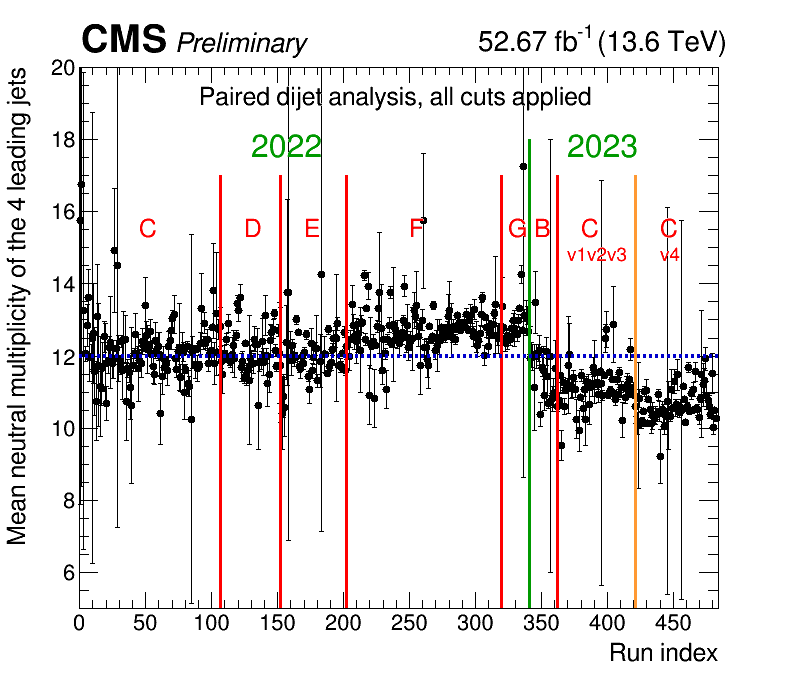 CMS Preliminary 52.67 fb⁻¹ (13.6 TeV)
Mean neutral multiplicity of the 4 leading jets
Paired dijet analysis, all cuts applied
2022 2023
C D E F G B C C
v1v2v3 v4
20
18
16
14
12
10
8
6
0 50 100 150 200 250 300 350 400 450
Run index